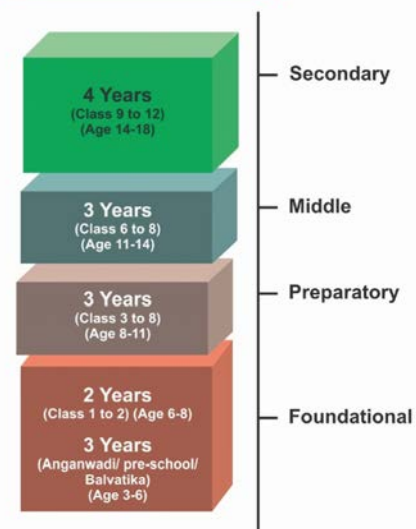 4 Years
(Class 9 to 12)
(Age 14-18)
Secondary
3 Years
(Class 6 to 8)
(Age 11-14)
Middle
3 Years
(Class 3 to 8)
(Age 8-11)
Preparatory
2 Years
(Class 1 to 2) (Age 6-8)
3 Years
(Anganwadi/ pre-school/
Balvatika)
(Age 3-6)
Foundational